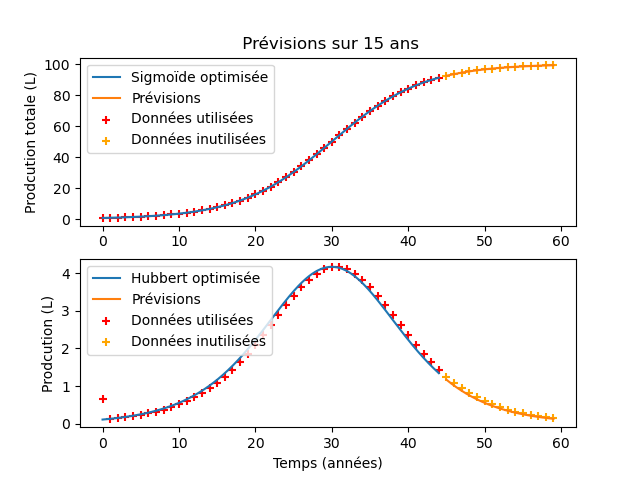 Prévisions sur 15 ans
Prodcution totale (L)
100
80
60
40
20
0
Sigmoïde optimisée
Prévisions
Données utilisées
Données inutilisées
0 10 20 30 40 50 60
Prodcution (L)
4
3
2
1
0
Hubbert optimisée
Prévisions
Données utilisées
Données inutilisées
0 10 20 30 40 50 60
Temps (années)